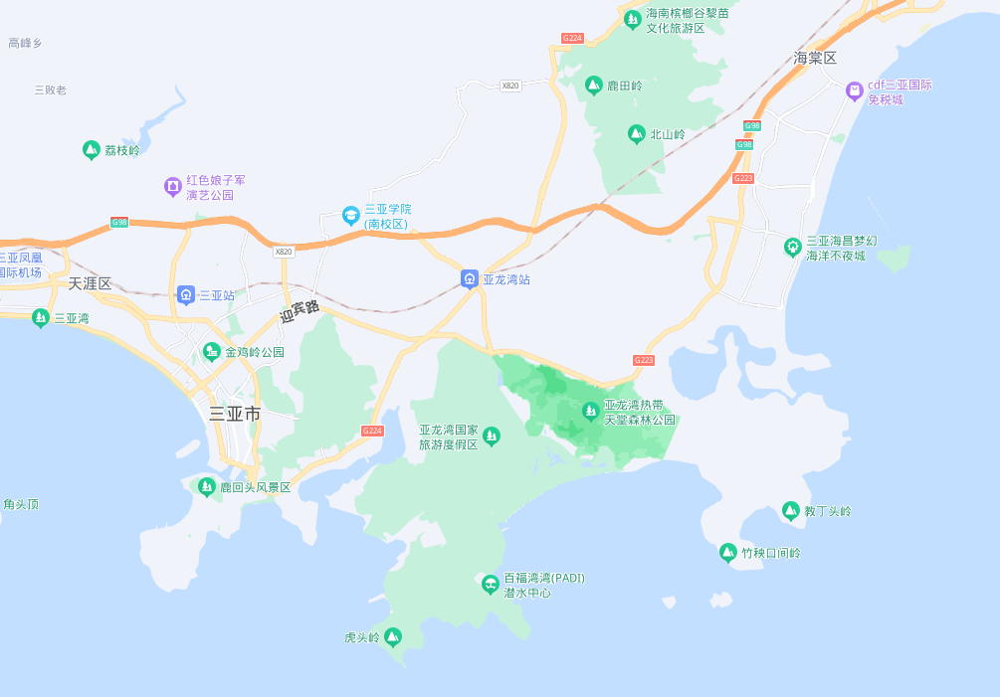 海南槟榔谷黎苗
文化旅游区
高峰乡
G224
海棠区
三败老
X820
鹿田岭
cdf三亚国际
免税城
G98
北山岭
G98
荔枝岭
红色娘子军
演艺公园
G223
三亚学院
(南校区)
G98
三亚海昌梦幻
海洋不夜城
X820
三亚凤凰
国际机场
天涯区
亚龙湾站
三亚站
迎宾路
三亚湾
金鸡岭公园
G223
三亚市
亚龙湾热带
天堂森林公园
G224
亚龙湾国家
旅游度假区
鹿回头风景区
角头顶
教丁头岭
竹秧口间岭
百福湾湾(PADI)
潜水中心
虎头岭